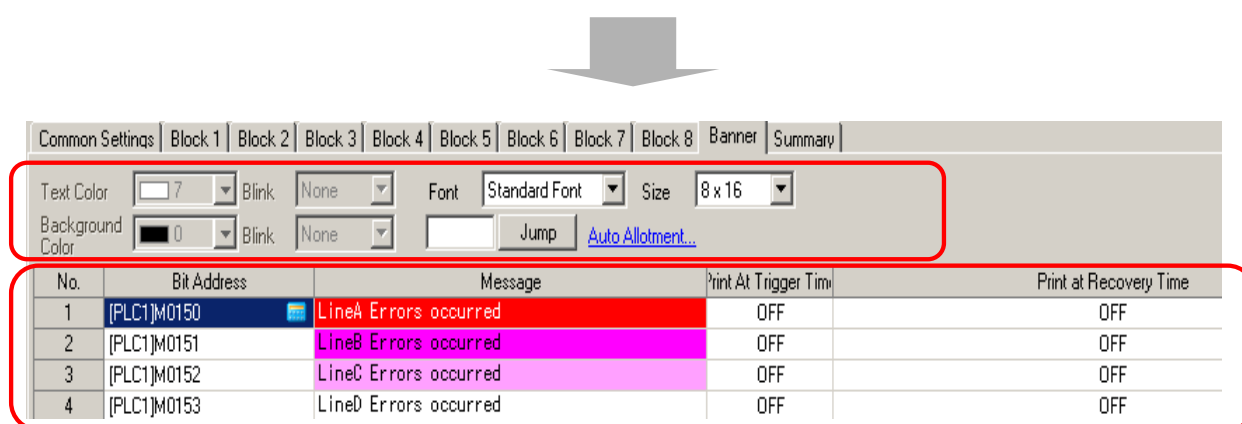 Common Settings Block 1 Block 2 Block 3 Block 4 Block 5 Block 6 Block 7 Block 8 Banner Summary
Text Color 7 Blink None Font Standard Font Size 8 x 16
Background Color 0 Blink None Jump Auto Allotment...
No. Bit Address Message Print At Trigger Time Print at Recovery Time
1 [PLC1]M0150 LineA Errors occurred OFF OFF
2 [PLC1]M0151 LineB Errors occurred OFF OFF
3 [PLC1]M0152 LineC Errors occurred OFF OFF
4 [PLC1]M0153 LineD Errors occurred OFF OFF